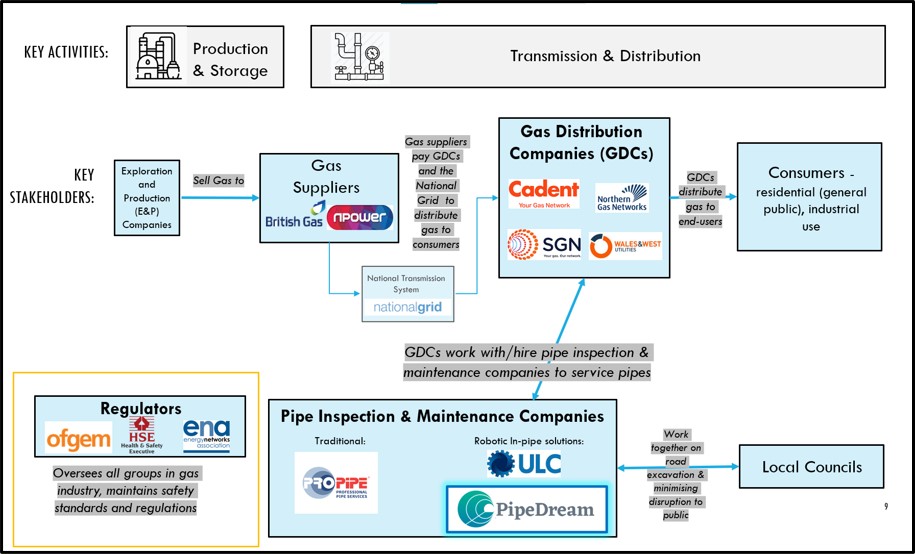 KEY ACTIVITIES:
Production
& Storage
Transmission & Distribution
KEY
STAKEHOLDERS:
Exploration
and
Production
(E&P)
Companies
Sell Gas to
Gas
Suppliers
British Gas
npower
Gas suppliers
pay GDCs
and the
National
Grid to
distribute
gas to
consumers
National Transmission
System
nationalgrid
Gas Distribution
Companies (GDCs)
Cadent
Your Gas Network
Northern
Gas Networks
SGN
Your gas. Our network.
WALES&WEST
UTILITIES
GDCs
distribute
gas to
end-users
Consumers -
residential (general
public), industrial
use
GDCs work with/hire pipe inspection &
maintenance companies to service pipes
Regulators
ofgem
HSE
Health & Safety
Executive
ena
energynetworks
association
Oversees all groups in gas
industry, maintains safety
standards and regulations
Pipe Inspection & Maintenance Companies
Traditional:
PROPIPE
PROFESSIONAL
PIPE SERVICES
Robotic In-pipe solutions:
ULC
PipeDream
Work
together on
road
excavation &
minimising
disruption to
public
Local Councils
9